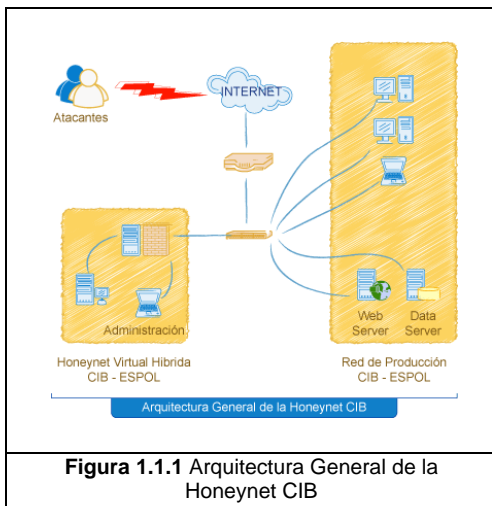 Atacantes
INTERNET
Administración
Web
Server
Data
Server
Honeynet Virtual Hibrida
CIB - ESPOL
Red de Producción
CIB - ESPOL
Arquitectura General de la Honeynet CIB
Figura 1.1.1 Arquitectura General de la
Honeynet CIB